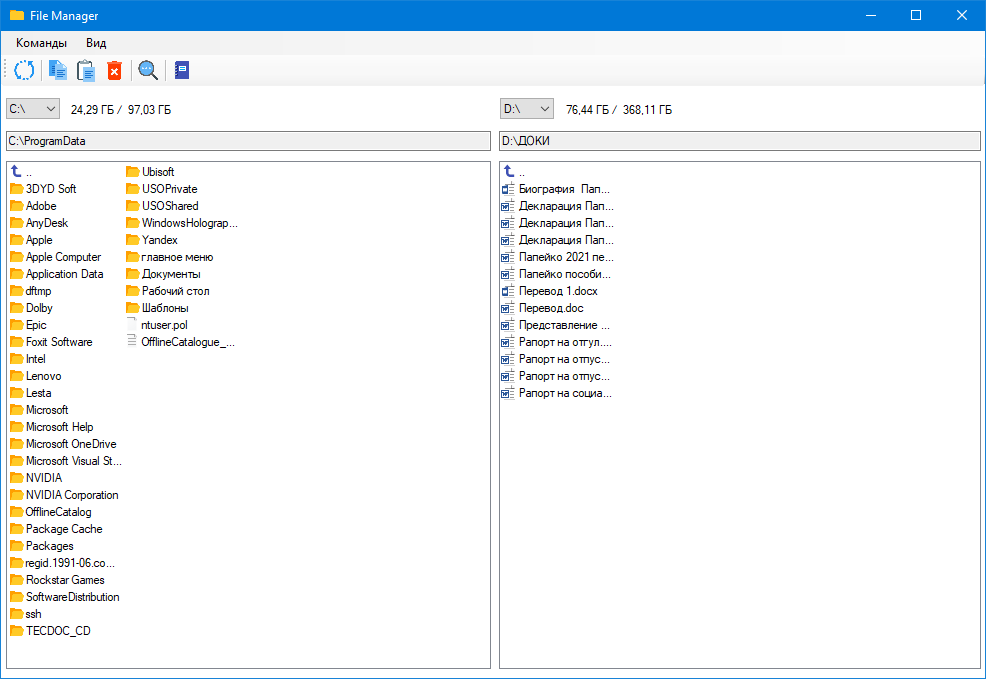 File Manager
Команды Вид
C:\ 24,29 ГБ / 97,03 ГБ
D:\ 76,44 ГБ / 368,11 ГБ
C:\ProgramData
D:\ДОКИ
..
3DYD Soft
Adobe
AnyDesk
Apple
Apple Computer
Application Data
dftmp
Dolby
Epic
Foxit Software
Intel
Lenovo
Lesta
Microsoft
Microsoft Help
Microsoft OneDrive
Microsoft Visual St...
NVIDIA
NVIDIA Corporation
OfflineCatalog
Package Cache
Packages
regid.1991-06.co...
Rockstar Games
SoftwareDistribution
ssh
TECDOC_CD
Ubisoft
USOPrivate
USOShared
WindowsHolograp...
Yandex
главное меню
Документы
Рабочий стол
Шаблоны
ntuser.pol
OfflineCatalogue_...
..
Биография Пап...
Декларация Пап...
Декларация Пап...
Декларация Пап...
Папейко 2021 пе...
Папейко пособи...
Перевод 1.docx
Перевод.doc
Представление ...
Рапорт на отгул....
Рапорт на отпус...
Рапорт на отпус...
Рапорт на социа...